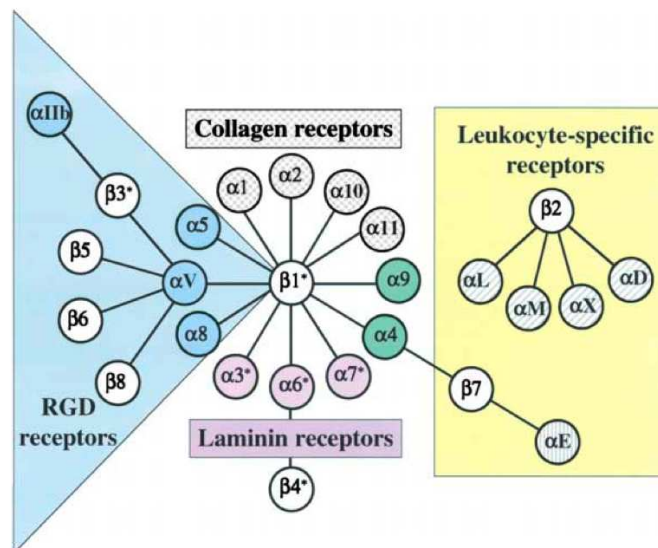 αIIb
Collagen receptors
Leukocyte-specific
receptors
α2
α1
α10
β3*
β2
α5
α11
β5
αV
β1*
α9
αL
αD
αM
αX
β6
α8
α4
β8
α3*
α6*
α7*
β7
RGD
receptors
Laminin receptors
αE
β4*